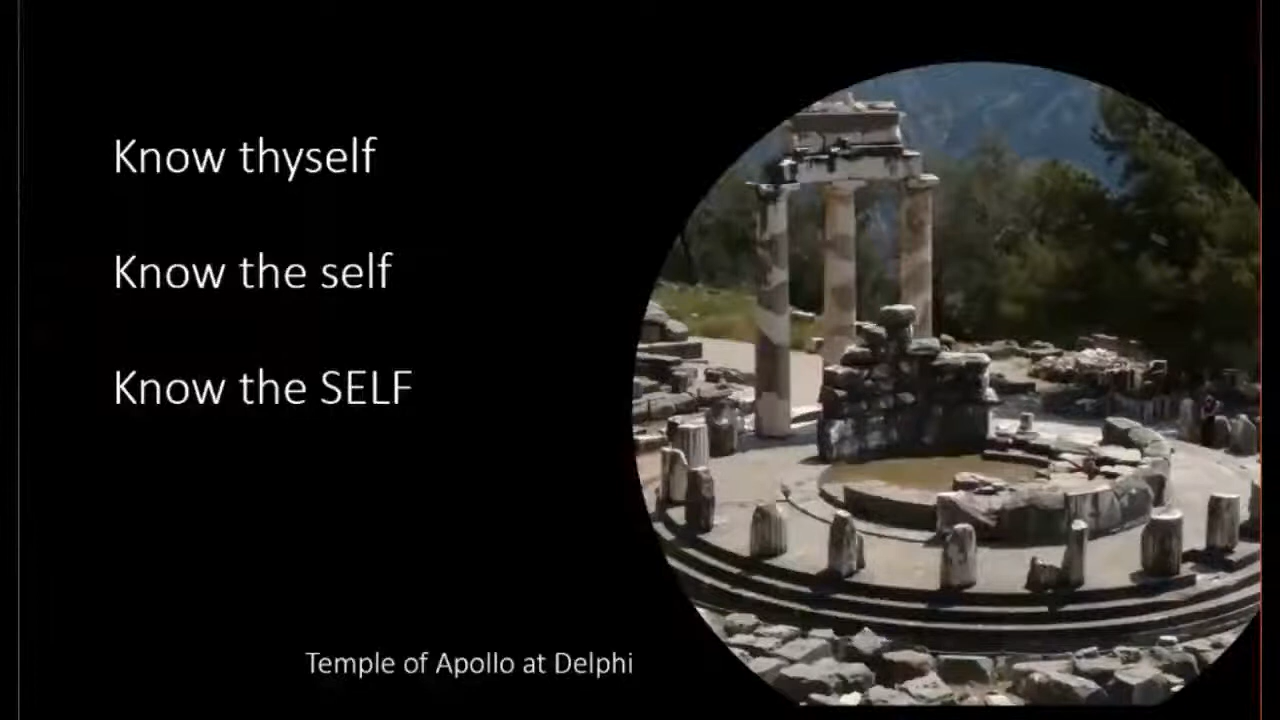 Know thyself
Know the self
Know the SELF
Temple of Apollo at Delphi